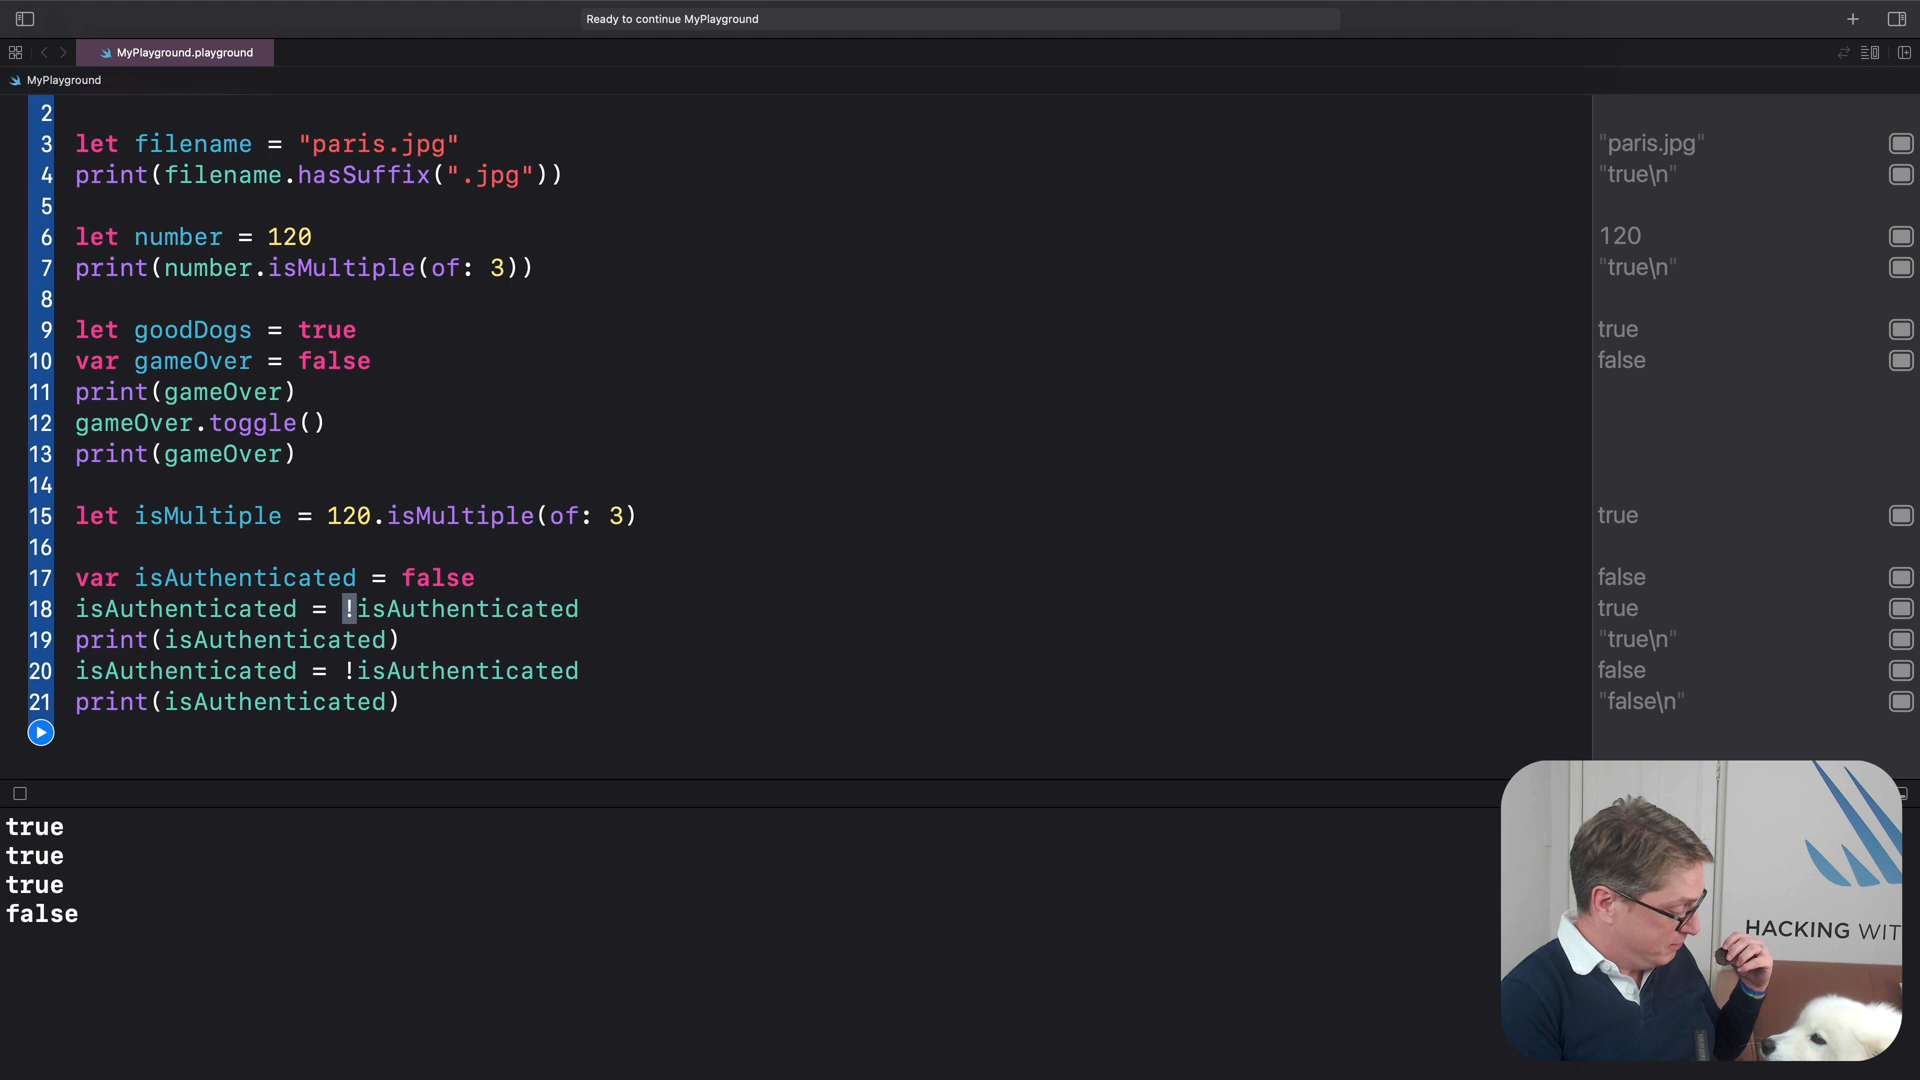 Ready to continue MyPlayground
MyPlayground.playground
MyPlayground
2
3 let filename = "paris.jpg" "paris.jpg"
4 print(filename.hasSuffix(".jpg")) "true\n"
5
6 let number = 120 120
7 print(number.isMultiple(of: 3)) "true\n"
8
9 let goodDogs = true true
10 var gameOver = false false
11 print(gameOver)
12 gameOver.toggle()
13 print(gameOver)
14
15 let isMultiple = 120.isMultiple(of: 3) true
16
17 var isAuthenticated = false false
18 isAuthenticated = !isAuthenticated true
19 print(isAuthenticated) "true\n"
20 isAuthenticated = !isAuthenticated false
21 print(isAuthenticated) "false\n"
true
true
true
false
HACKING WIT